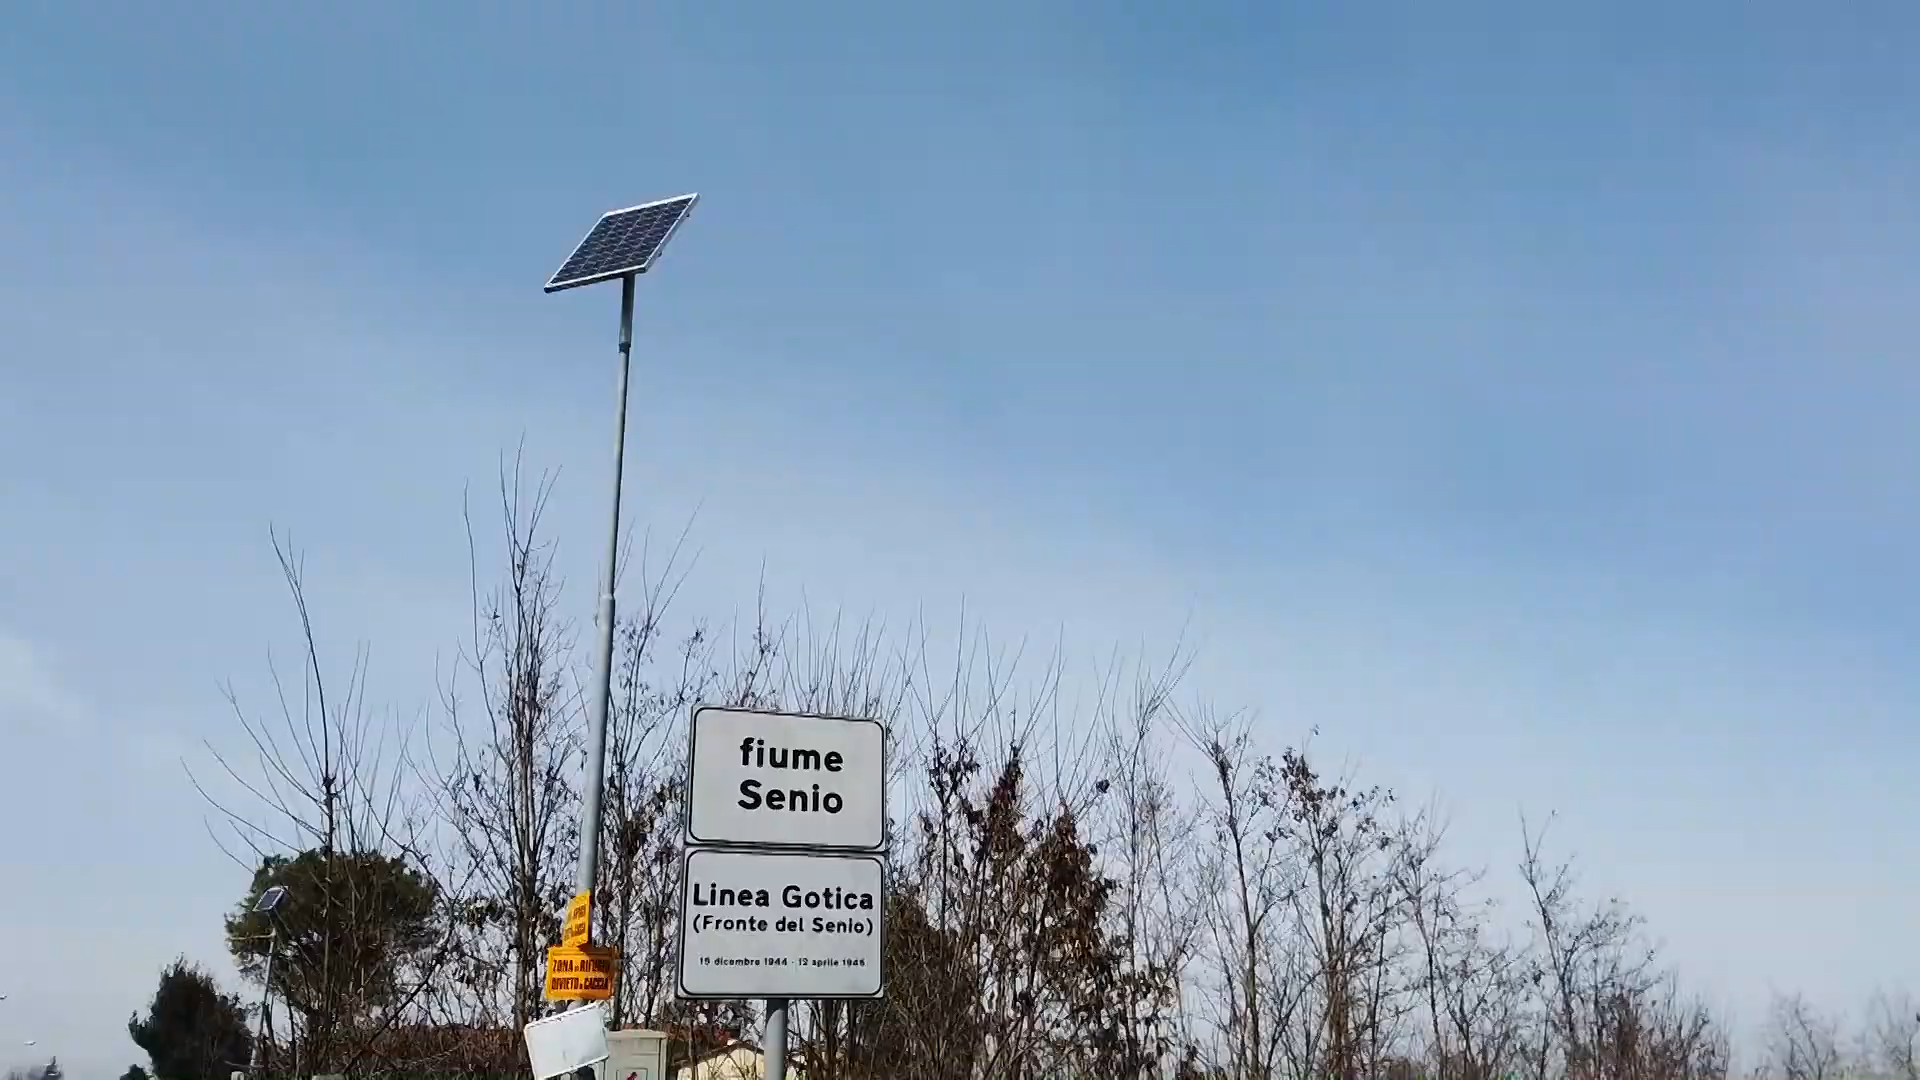 fiume
Senio
Linea Gotica
(Fronte del Senio)
15 dicembre 1944 - 12 aprile 1945
ZONA DI RIFUGIO
DIVIETO DI CACCIA